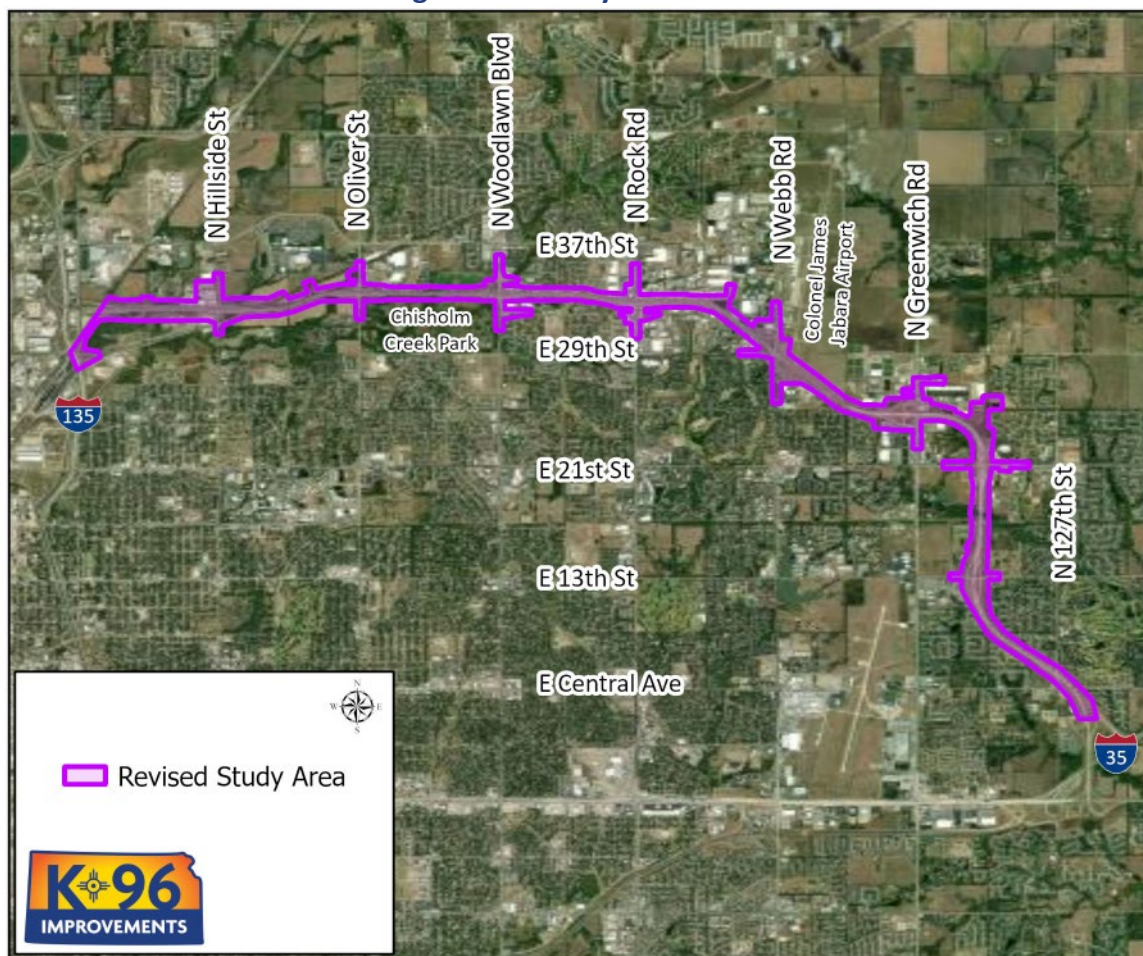 N Hillside St
N Oliver St
N Woodlawn Blvd
N Rock Rd
N Webb Rd
Colonel James
Jabara Airport
N Greenwich Rd
E 37th St
Chisholm
Creek Park
E 29th St
135
E 21st St
N 127th St
E 13th St
E Central Ave
35
N
W E
S
Revised Study Area
K 96
IMPROVEMENTS